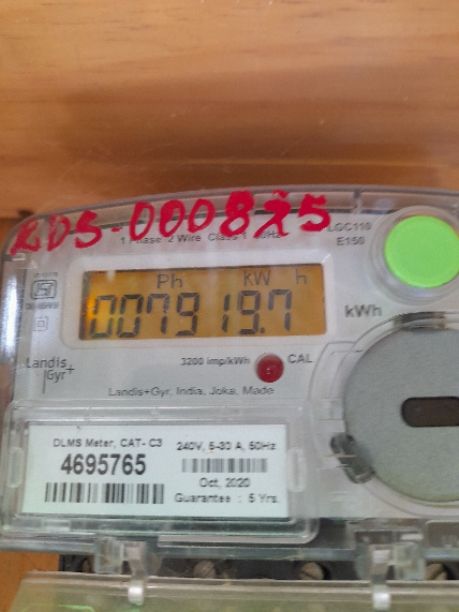 RDS-000875
1 Phase 2 Wire Class 1
LGC110
E150
Ph kW h
007919.7
kWh
Landis
Gyr+
3200 imp/kWh
CAL
Landis+Gyr, India, Joka, Made
DLMS Meter, CAT- C3
4695765
240V, 5-30 A, 50Hz
Oct, 2020
Guarantee : 5 Yrs.